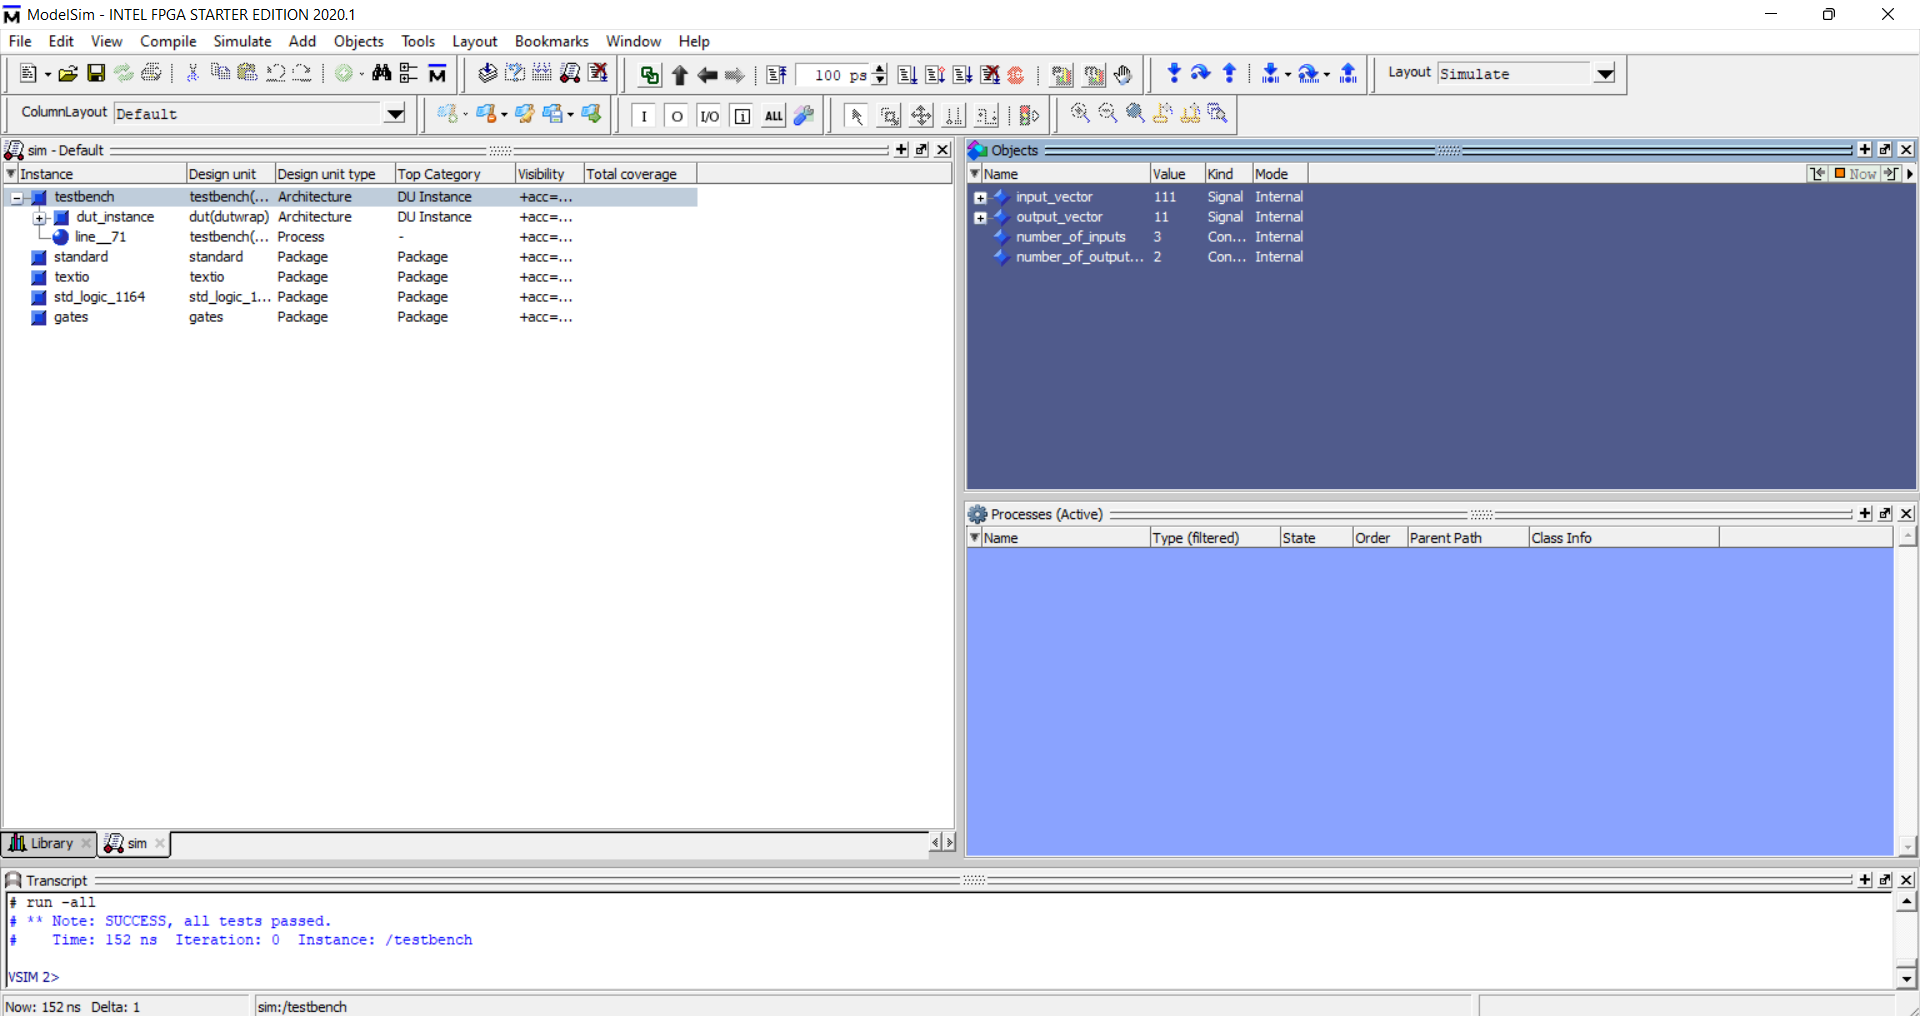 ModelSim - INTEL FPGA STARTER EDITION 2020.1
File Edit View Compile Simulate Add Objects Tools Layout Bookmarks Window Help
100 ps
Layout Simulate
ColumnLayout Default
I O I/O i ALL
sim - Default
Instance Design unit Design unit type Top Category Visibility Total coverage
testbench testbench(... Architecture DU Instance +acc=...
dut_instance dut(dutwrap) Architecture DU Instance +acc=...
line__71 testbench(... Process - +acc=...
standard standard Package Package +acc=...
textio textio Package Package +acc=...
std_logic_1164 std_logic_1... Package Package +acc=...
gates gates Package Package +acc=...
Library sim
Objects
Name Value Kind Mode Now
input_vector 111 Signal Internal
output_vector 11 Signal Internal
number_of_inputs 3 Con... Internal
number_of_output... 2 Con... Internal
Processes (Active)
Name Type (filtered) State Order Parent Path Class Info
Transcript
# run -all
# ** Note: SUCCESS, all tests passed.
#    Time: 152 ns  Iteration: 0  Instance: /testbench
VSIM 2>
Now: 152 ns Delta: 1 sim:/testbench